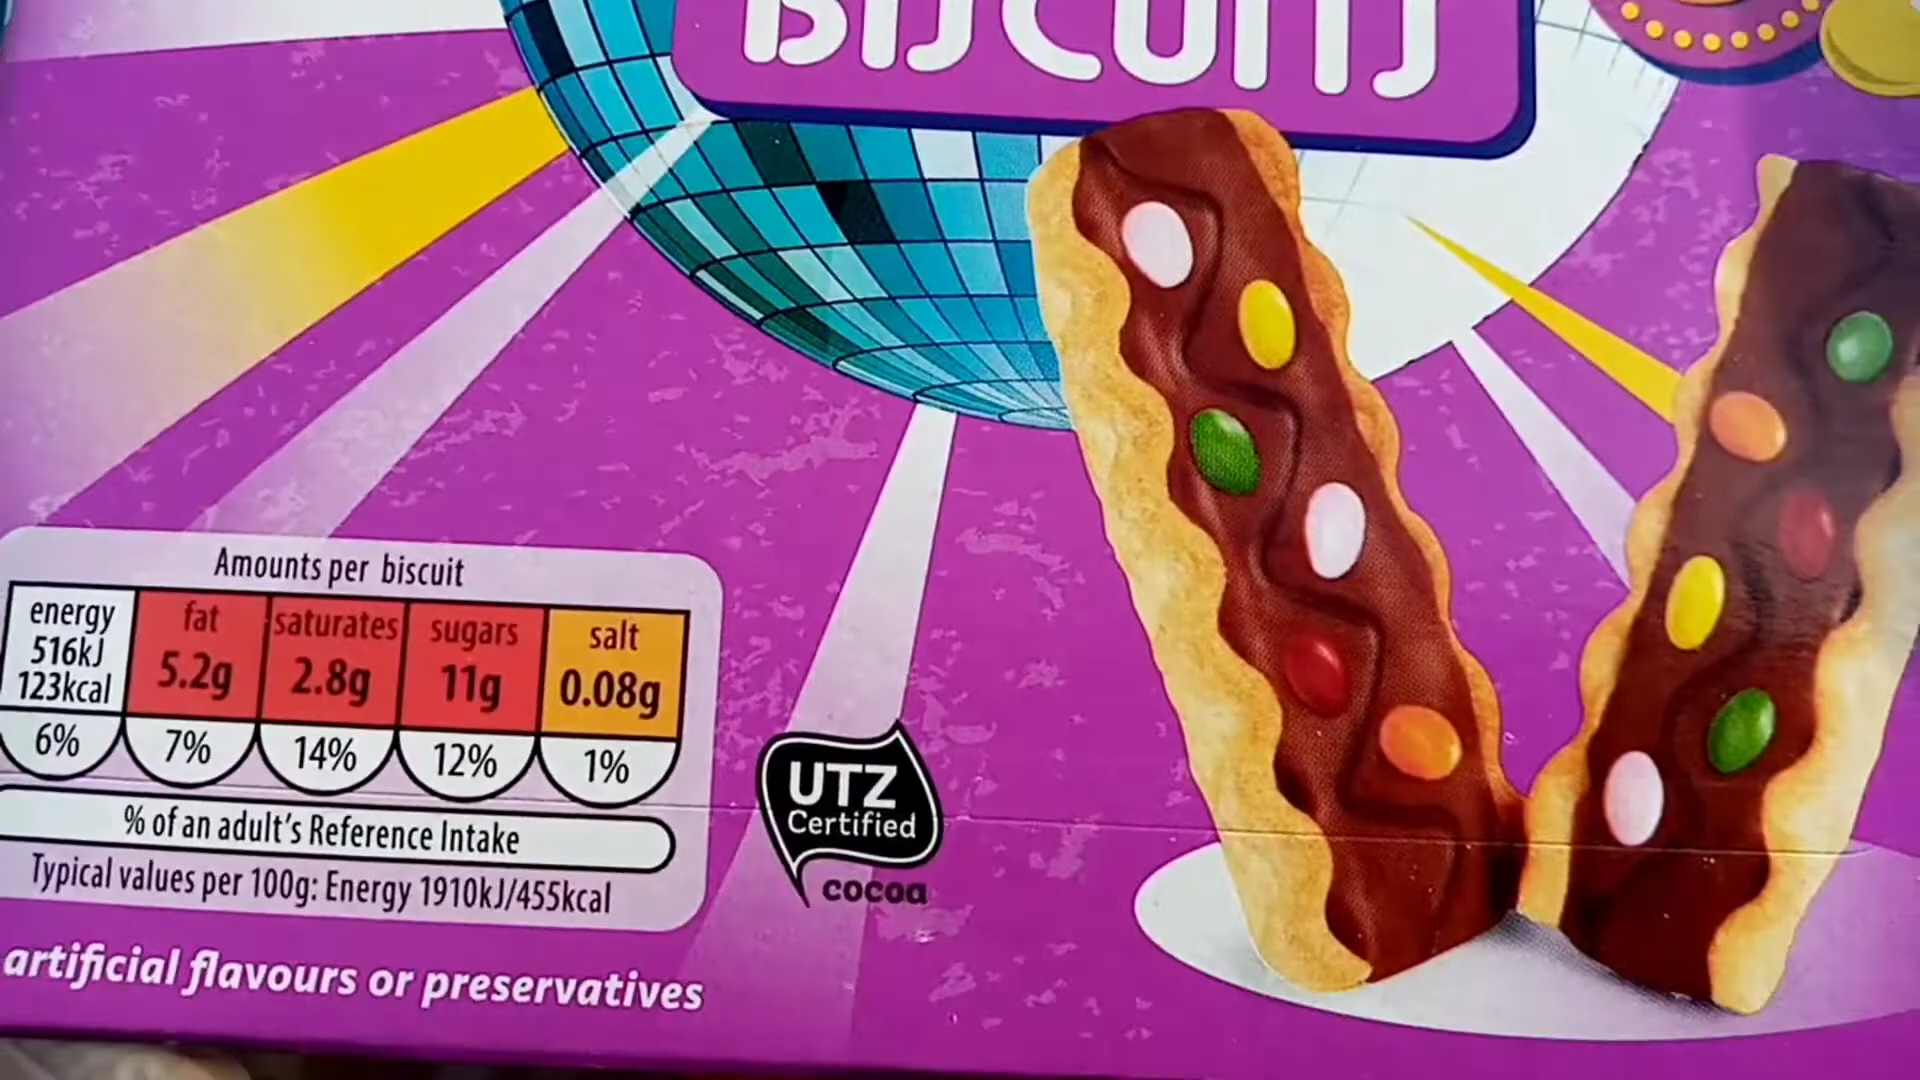 BISCUITS
Amounts per biscuit
energy
516kJ
123kcal
6%
fat
5.2g
7%
saturates
2.8g
14%
sugars
11g
12%
salt
0.08g
1%
% of an adult's Reference Intake
Typical values per 100g: Energy 1910kJ/455kcal
UTZ
Certified
cocoa
artificial flavours or preservatives